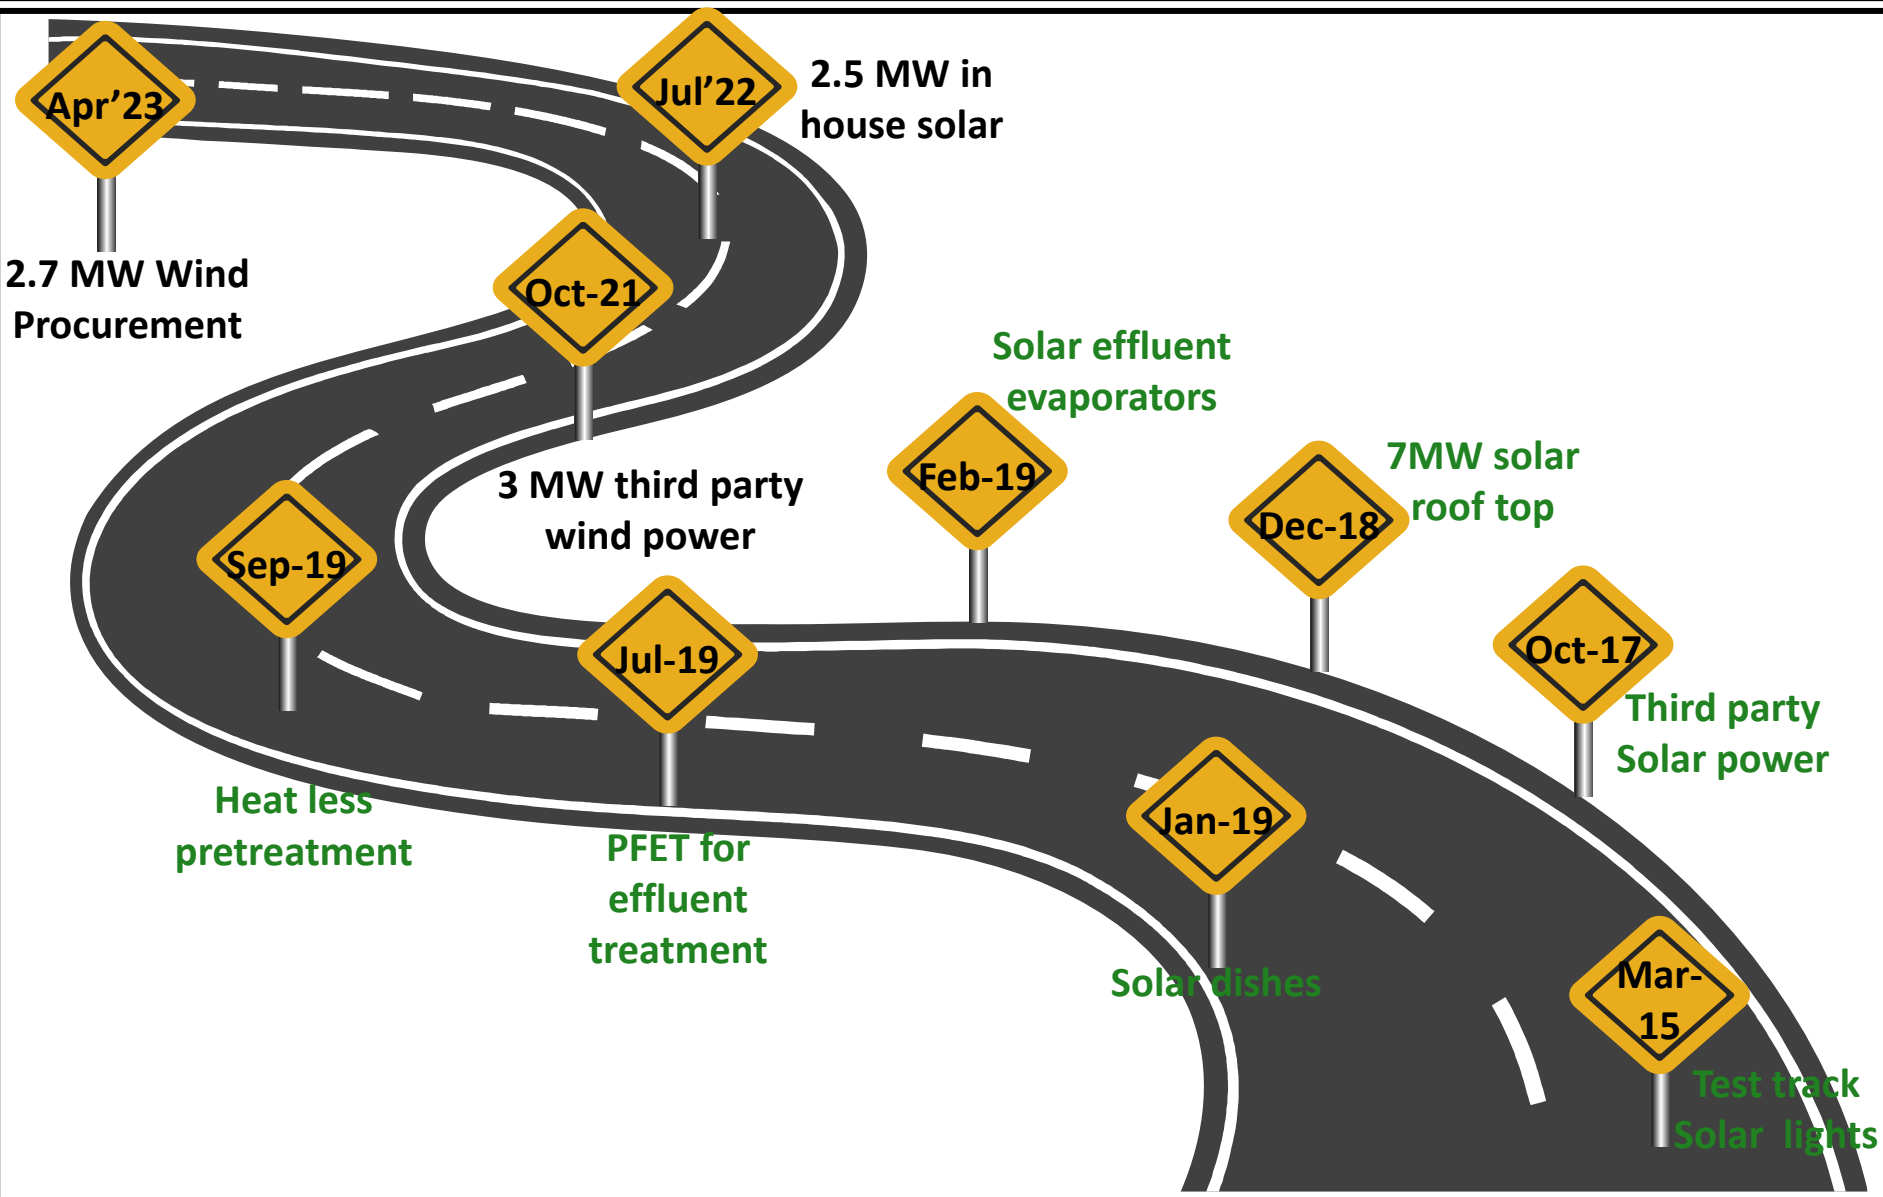 Apr’23
2.7 MW Wind
Procurement
Jul’22
2.5 MW in
house solar
Oct-21
3 MW third party
wind power
Sep-19
Heat less
pretreatment
Jul-19
PFET for
effluent
treatment
Solar effluent
evaporators
Feb-19
7MW solar
roof top
Dec-18
Jan-19
Solar dishes
Oct-17
Third party
Solar power
Mar-
15
Test track
Solar lights